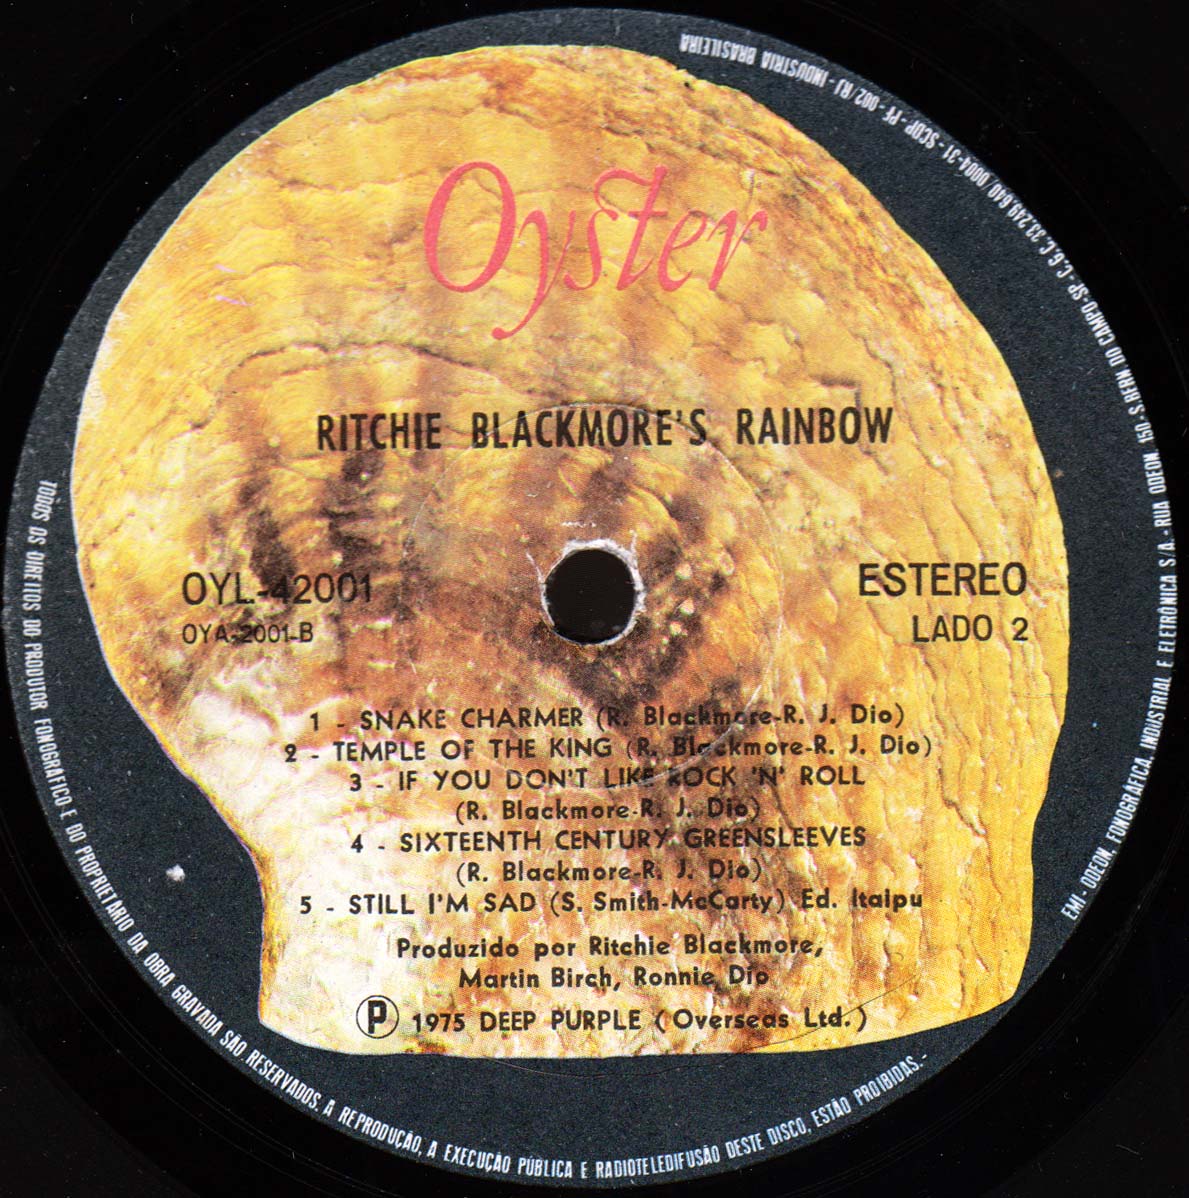 Oyster
RITCHIE BLACKMORE'S RAINBOW
OYL-42001
OYA-2001-B
ESTEREO
LADO 2
1 - SNAKE CHARMER (R. Blackmore-R. J. Dio)
2 - TEMPLE OF THE KING (R. Blackmore-R. J. Dio)
3 - IF YOU DON'T LIKE ROCK 'N' ROLL
(R. Blackmore-R. J. Dio)
4 - SIXTEENTH CENTURY GREENSLEEVES
(R. Blackmore-R. J. Dio)
5 - STILL I'M SAD (S. Smith-McCarty) Ed. Itaipu
Produzido por Ritchie Blackmore,
Martin Birch, Ronnie Dio
Ⓟ 1975 DEEP PURPLE (Overseas Ltd.)
TODOS OS DIREITOS DO PRODUTOR FONOGRÁFICO E DO PROPRIETÁRIO DA OBRA GRAVADA SÃO RESERVADOS. A REPRODUÇÃO, A EXECUÇÃO PÚBLICA E RADIOTELEDIFUSÃO DESTE DISCO, ESTÃO PROIBIDAS.-
EMI - ODEON. FONOGRÁFICA, INDUSTRIAL E ELETRÔNICA S/A.- RUA ODEON, 150-S.BERN DO CAMPO-SP- C.G.C. 33.249.640/0004-31 - SCDP - PF - 002/RJ - INDUSTRIA BRASILEIRA